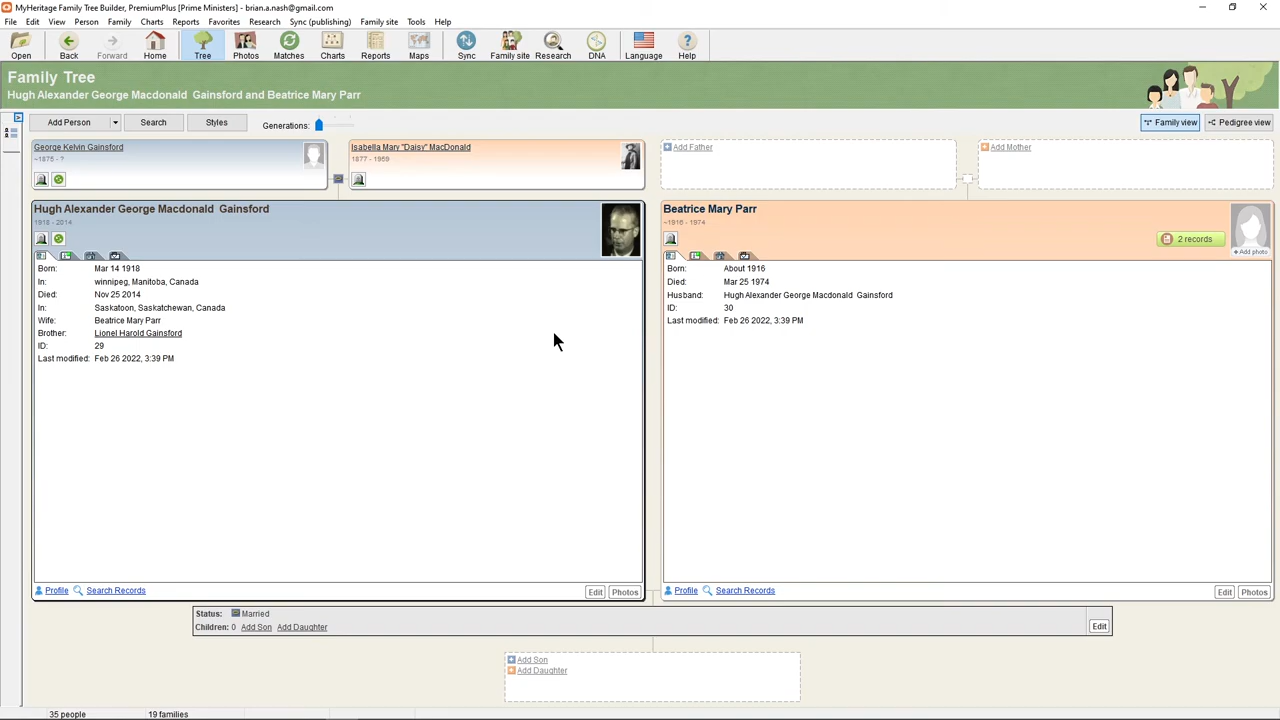 MyHeritage Family Tree Builder, PremiumPlus [Prime Ministers] - brian.a.nash@gmail.com
File Edit View Person Family Charts Reports Favorites Research Sync (publishing) Family site Tools Help
Open Back Forward Home Tree Photos Matches Charts Reports Maps Sync Family site Research DNA Language Help
Family Tree
Hugh Alexander George Macdonald  Gainsford and Beatrice Mary Parr
Add Person Search Styles Generations: Family view Pedigree view
George Kelvin Gainsford
~1875 - ?
Isabella Mary "Daisy" MacDonald
1877 - 1959
Add Father
Add Mother
Hugh Alexander George Macdonald  Gainsford
1918 - 2014
Born: Mar 14 1918
In: winnipeg, Manitoba, Canada
Died: Nov 25 2014
In: Saskatoon, Saskatchewan, Canada
Wife: Beatrice Mary Parr
Brother: Lionel Harold Gainsford
ID: 29
Last modified: Feb 26 2022, 3:39 PM
Profile Search Records Edit Photos
Beatrice Mary Parr
~1916 - 1974
2 records
+ Add photo
Born: About 1916
Died: Mar 25 1974
Husband: Hugh Alexander George Macdonald  Gainsford
ID: 30
Last modified: Feb 26 2022, 3:39 PM
Profile Search Records Edit Photos
Status: Married
Children: 0 Add Son Add Daughter Edit
Add Son
Add Daughter
35 people 19 families